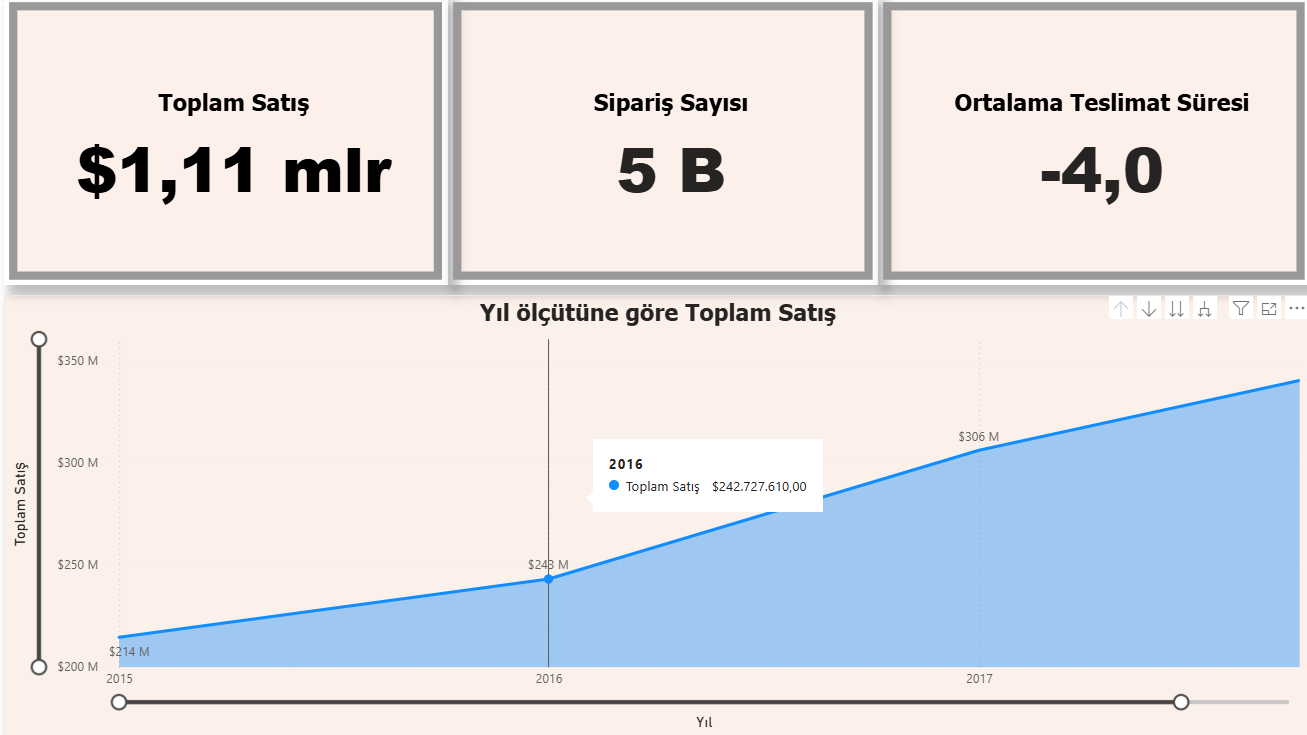 Toplam Satış
$1,11 mlr
Sipariş Sayısı
5 B
Ortalama Teslimat Süresi
-4,0
Yıl ölçütüne göre Toplam Satış
$350 M
$300 M
$250 M
$200 M
Toplam Satış
$306 M
2016
Toplam Satış $242.727.610,00
$243 M
$214 M
2015 2016 2017
Yıl